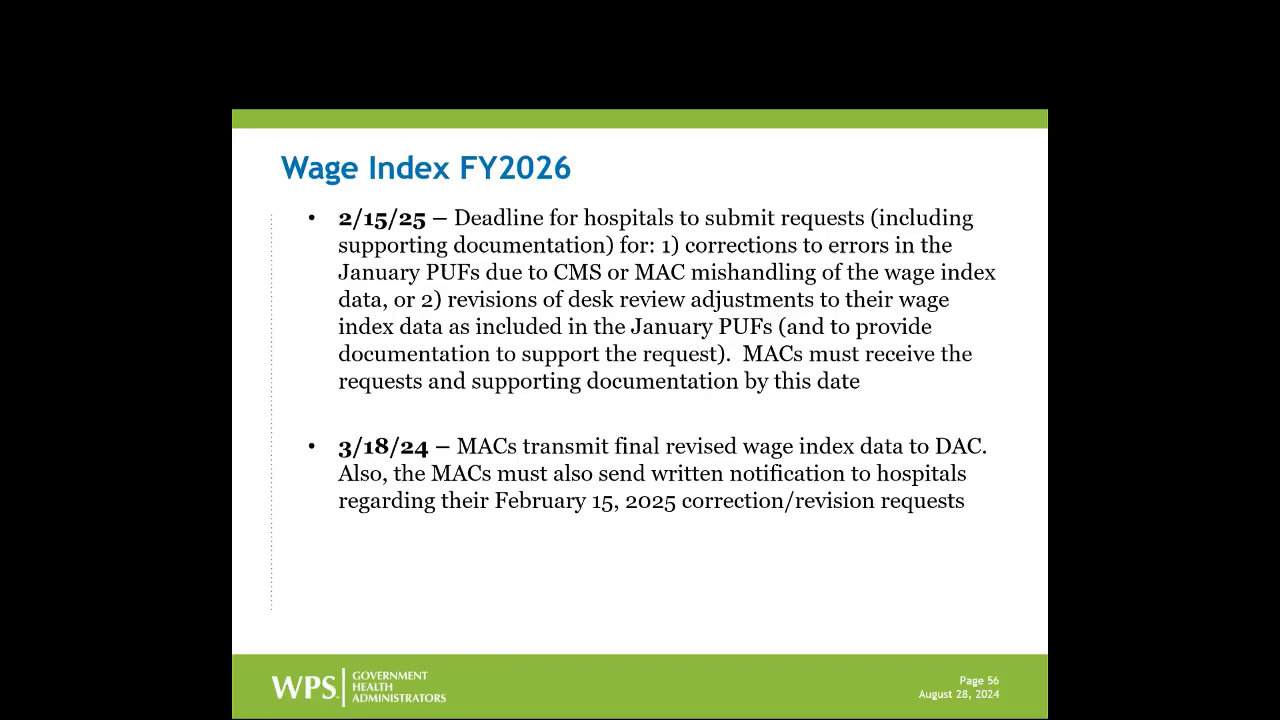 Wage Index FY2026
• 2/15/25 – Deadline for hospitals to submit requests (including
supporting documentation) for: 1) corrections to errors in the
January PUFs due to CMS or MAC mishandling of the wage index
data, or 2) revisions of desk review adjustments to their wage
index data as included in the January PUFs (and to provide
documentation to support the request).  MACs must receive the
requests and supporting documentation by this date
• 3/18/24 – MACs transmit final revised wage index data to DAC.
Also, the MACs must also send written notification to hospitals
regarding their February 15, 2025 correction/revision requests
WPS
GOVERNMENT
HEALTH
ADMINISTRATORS
Page 56
August 28, 2024